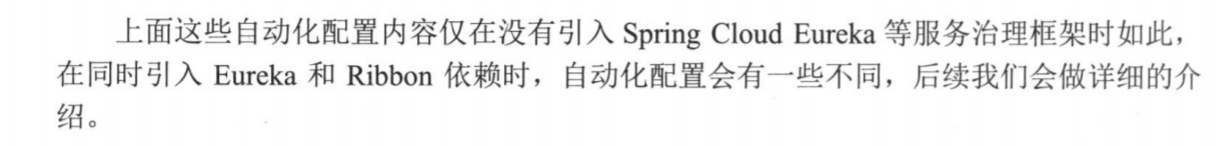 上面这些自动化配置内容仅在没有引入 Spring Cloud Eureka 等服务治理框架时如此，
在同时引入 Eureka 和 Ribbon 依赖时，自动化配置会有一些不同，后续我们会做详细的介
绍。